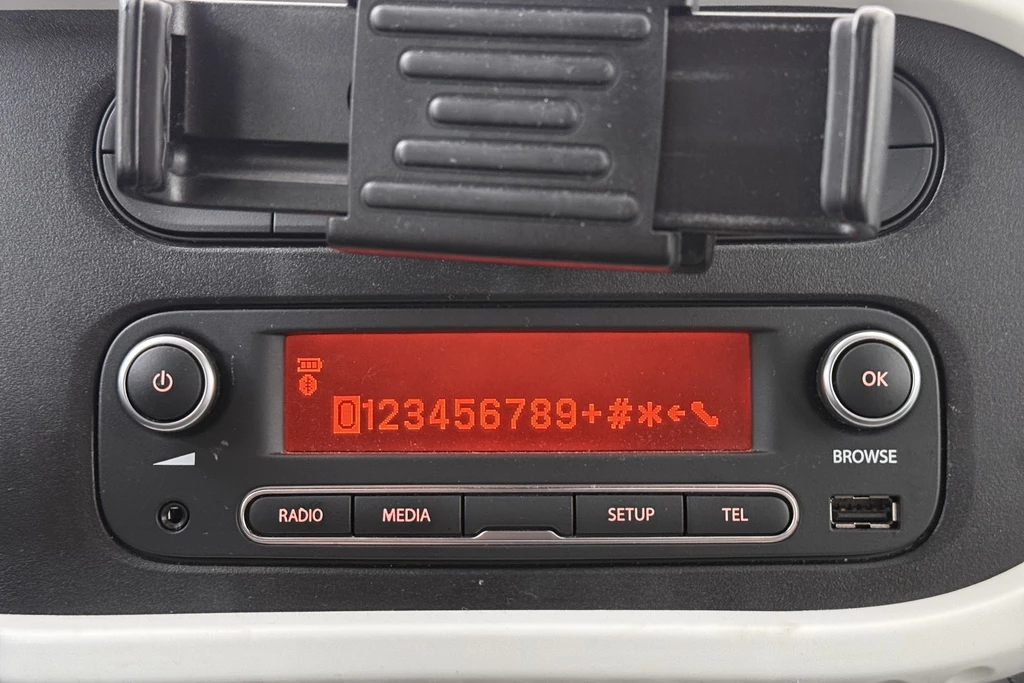 0123456789+#*←
OK
BROWSE
RADIO MEDIA SETUP TEL